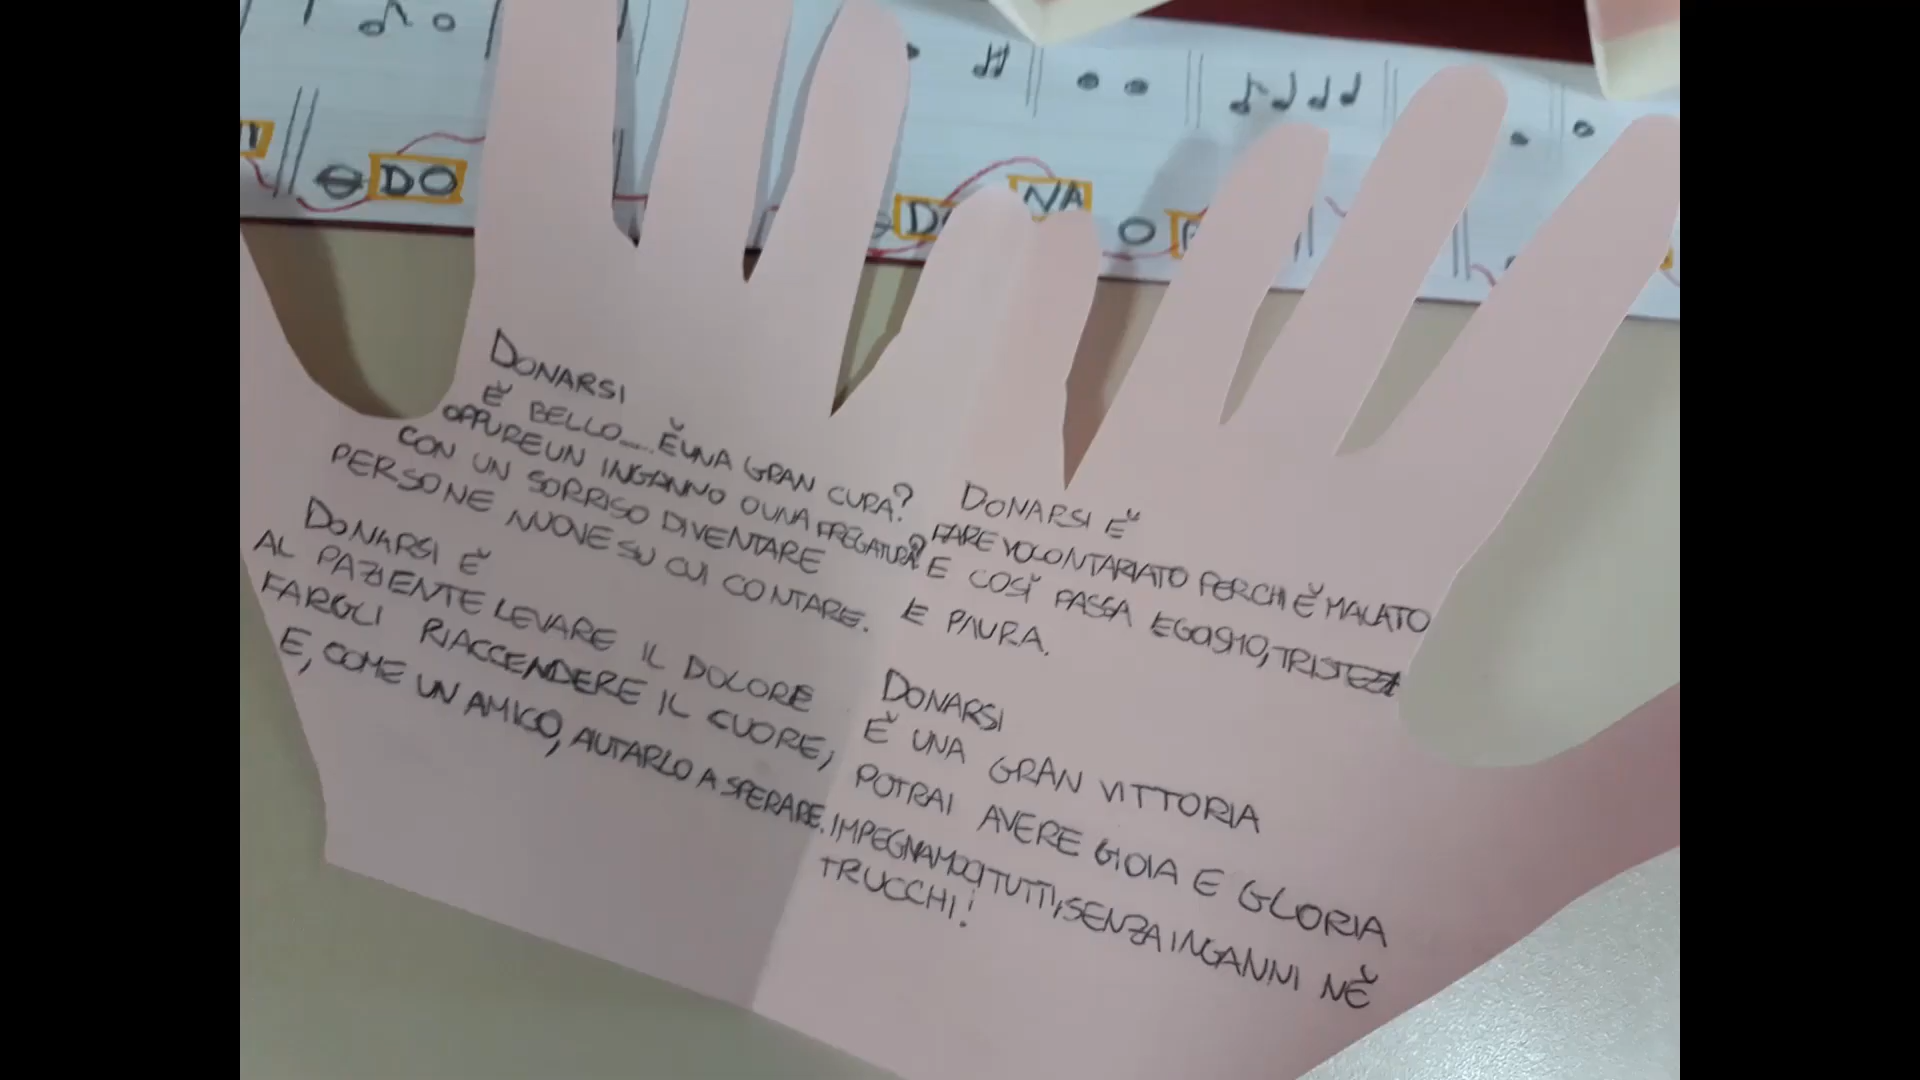 DO
NA
DONARSI
È BELLO.... È UNA GRAN CURA?
OPPURE UN INGANNO O UNA FREGATURA?
CON UN SORRISO DIVENTARE
PERSONE NUOVE SU CUI CONTARE.
DONARSI È
AL PAZIENTE LEVARE IL DOLORE
FARGLI RIACCENDERE IL CUORE,
E, COME UN AMICO, AIUTARLO A SPERARE.
DONARSI È
FARE VOLONTARIATO PER CHI È MALATO
E COSÌ PASSA EGOISMO, TRISTEZZA
E PAURA.
DONARSI
È UNA GRAN VITTORIA
POTRAI AVERE GIOIA E GLORIA
IMPEGNAMOCI TUTTI, SENZA INGANNI NÈ
TRUCCHI!